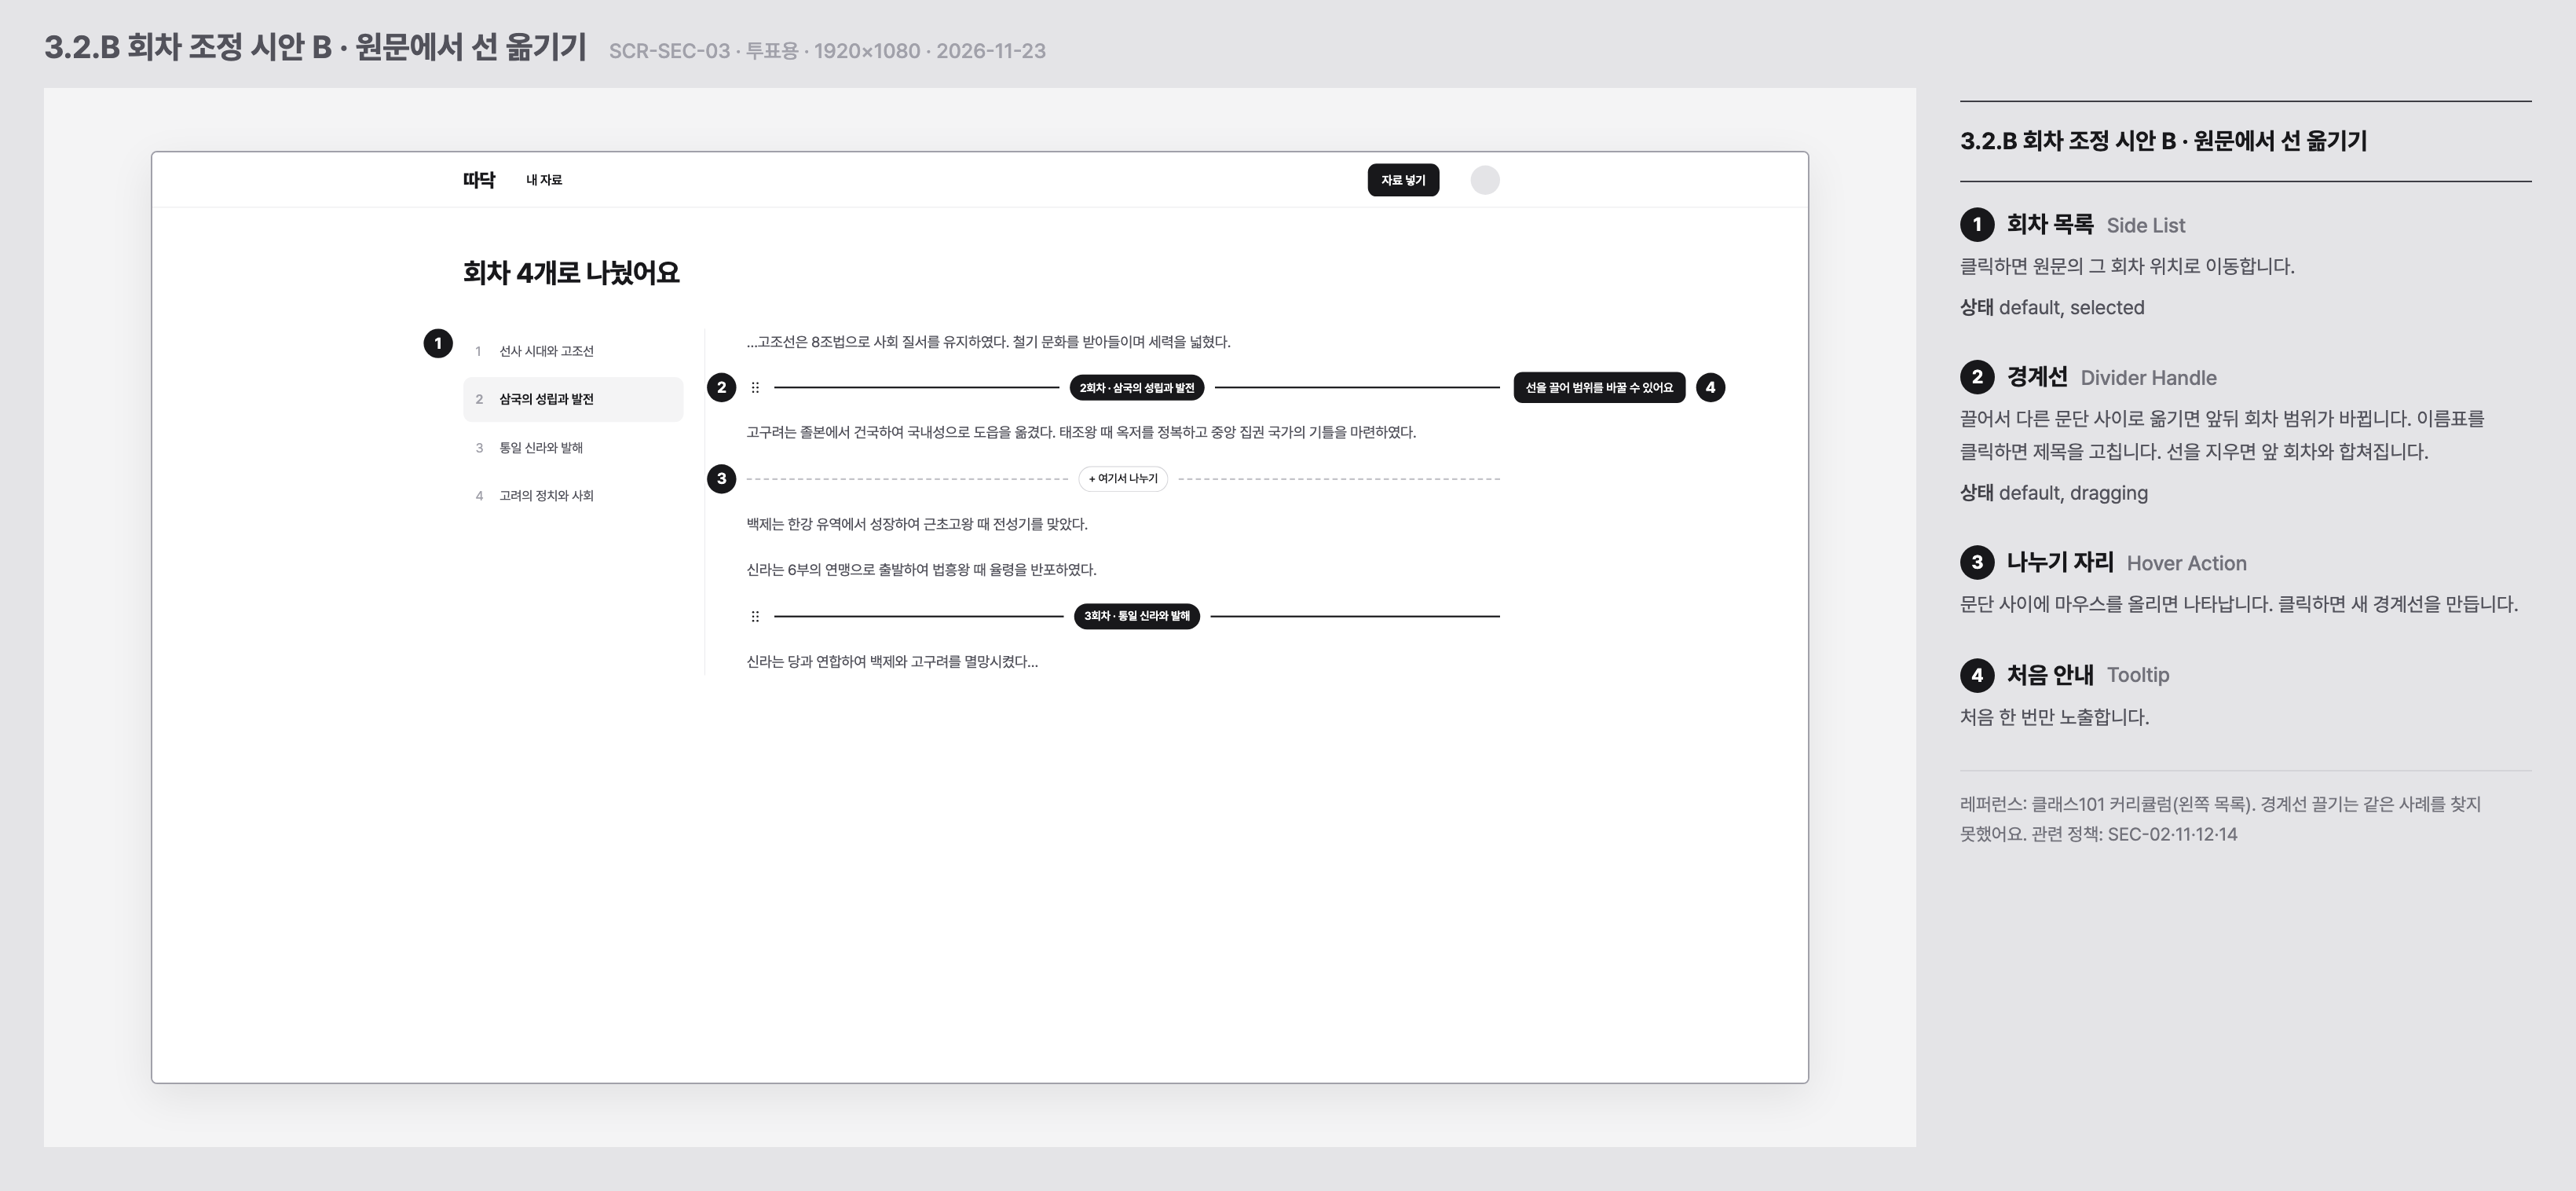 3.2.B 회차 조정 시안 B · 원문에서 선 옮기기 SCR-SEC-03 · 투표용 · 1920×1080 · 2026-11-23
따닥 내 자료 자료 넣기
회차 4개로 나눴어요
1
1 선사 시대와 고조선
2 삼국의 성립과 발전
3 통일 신라와 발해
4 고려의 정치와 사회
...고조선은 8조법으로 사회 질서를 유지하였다. 철기 문화를 받아들이며 세력을 넓혔다.
2 2회차 · 삼국의 성립과 발전 선을 끌어 범위를 바꿀 수 있어요 4
고구려는 졸본에서 건국하여 국내성으로 도읍을 옮겼다. 태조왕 때 옥저를 정복하고 중앙 집권 국가의 기틀을 마련하였다.
3 + 여기서 나누기
백제는 한강 유역에서 성장하여 근초고왕 때 전성기를 맞았다.
신라는 6부의 연맹으로 출발하여 법흥왕 때 율령을 반포하였다.
3회차 · 통일 신라와 발해
신라는 당과 연합하여 백제와 고구려를 멸망시켰다...
3.2.B 회차 조정 시안 B · 원문에서 선 옮기기
1 회차 목록 Side List
클릭하면 원문의 그 회차 위치로 이동합니다.
상태 default, selected
2 경계선 Divider Handle
끌어서 다른 문단 사이로 옮기면 앞뒤 회차 범위가 바뀝니다. 이름표를
클릭하면 제목을 고칩니다. 선을 지우면 앞 회차와 합쳐집니다.
상태 default, dragging
3 나누기 자리 Hover Action
문단 사이에 마우스를 올리면 나타납니다. 클릭하면 새 경계선을 만듭니다.
4 처음 안내 Tooltip
처음 한 번만 노출합니다.
레퍼런스: 클래스101 커리큘럼(왼쪽 목록). 경계선 끌기는 같은 사례를 찾지
못했어요. 관련 정책: SEC-02·11·12·14